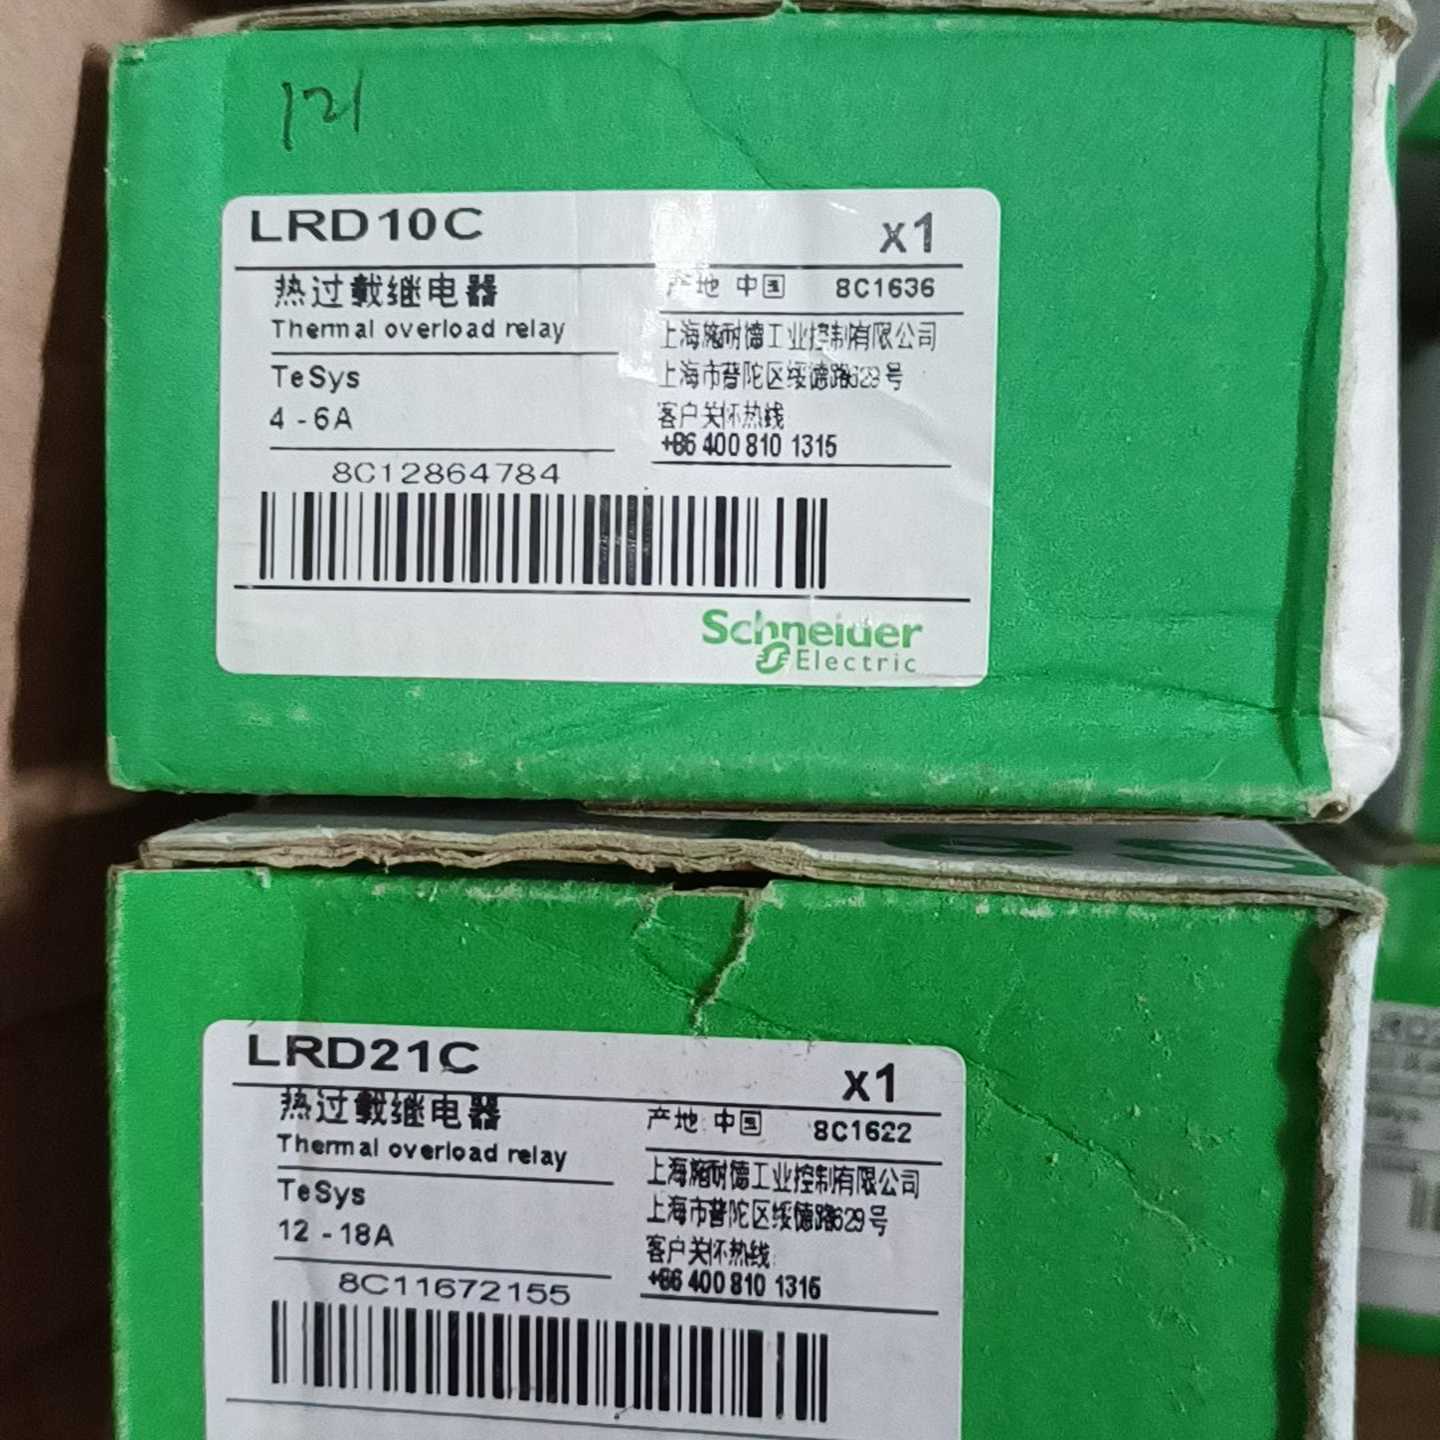 121
LRD10C
x1
热过载继电器
产地 中国 8C1636
Thermal overload relay
上海施耐德工业控制有限公司
TeSys
上海市普陀区绥德路629号
4 - 6A
客户关怀热线
+86 400 810 1315
8C12864784
Schneider
Electric
LRD21C
x1
热过载继电器
产地: 中国 8C1622
Thermal overload relay
上海施耐德工业控制有限公司
TeSys
上海市普陀区绥德路629号
12 - 18A
客户关怀热线:
+86 400 810 1315
8C11672155